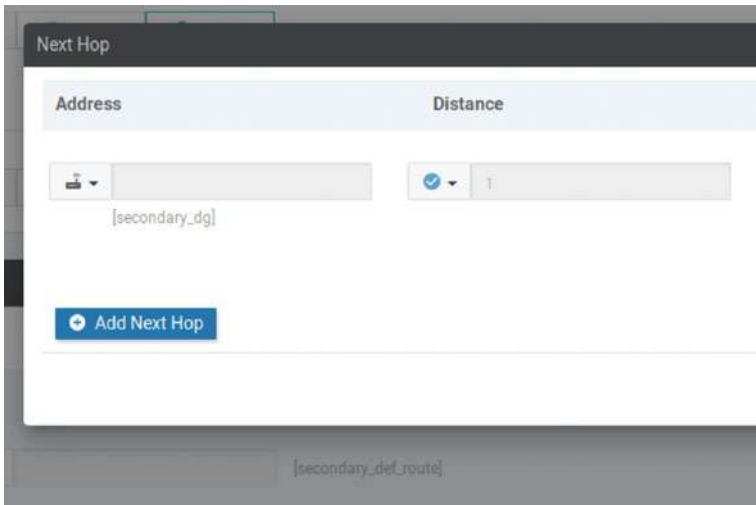 Next Hop
Address Distance
1
[secondary_dg]
Add Next Hop
[secondary_def_route]